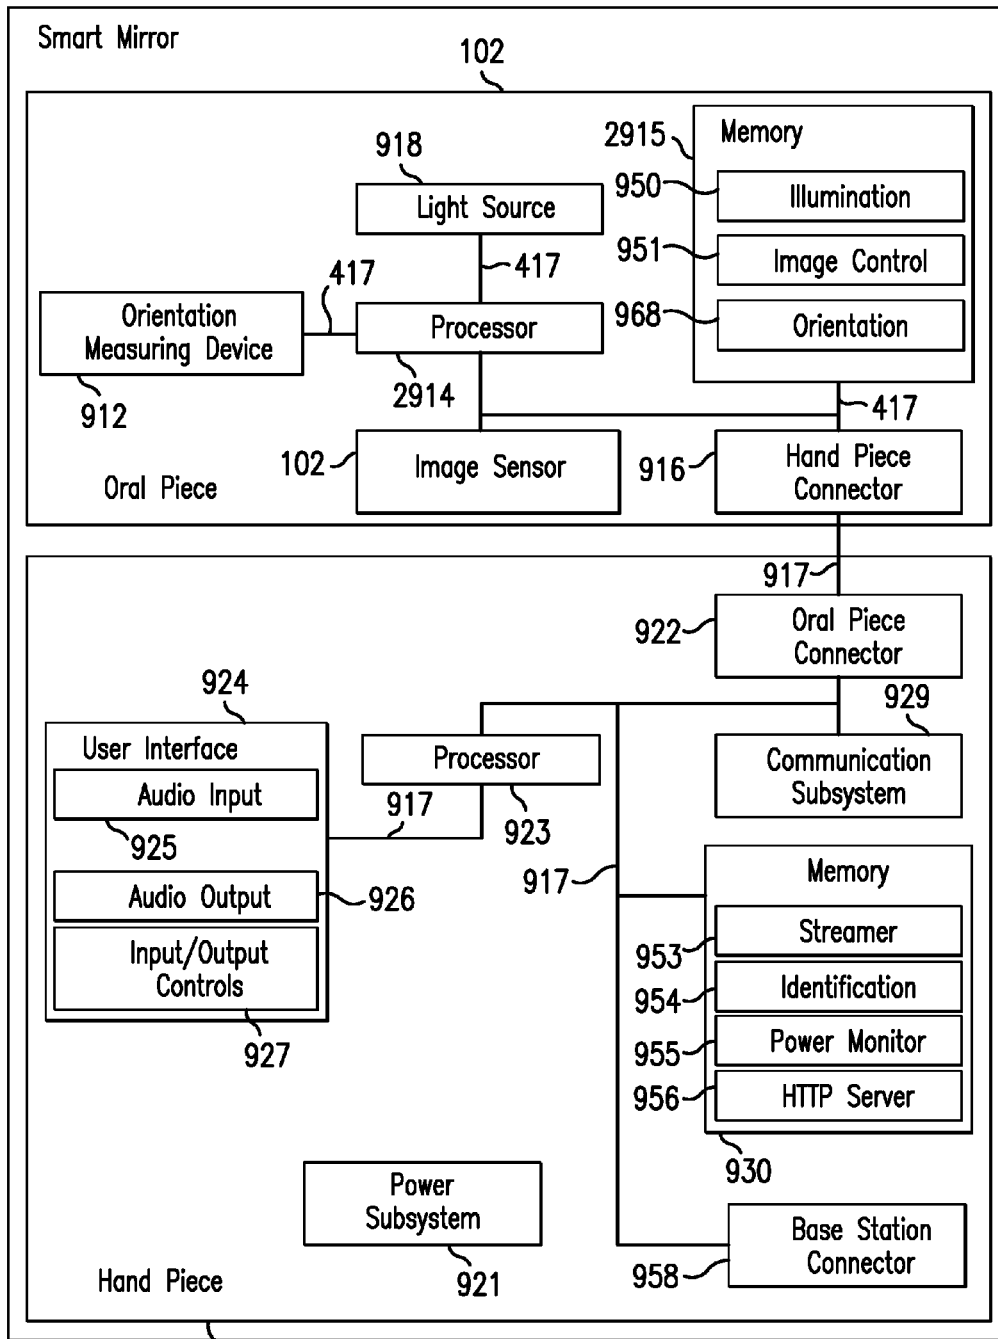 Smart Mirror
102
918
Light Source
417
417
Orientation
Measuring Device
912
Processor
2914
2915
Memory
950
Illumination
951
Image Control
968
Orientation
417
102
Image Sensor
916
Hand Piece
Connector
Oral Piece
917
922
Oral Piece
Connector
924
User Interface
Audio Input
925
Audio Output
926
Input/Output
Controls
927
917
Processor
923
929
Communication
Subsystem
917
Memory
953
Streamer
954
Identification
955
Power Monitor
956
HTTP Server
930
Power
Subsystem
921
958
Base Station
Connector
Hand Piece